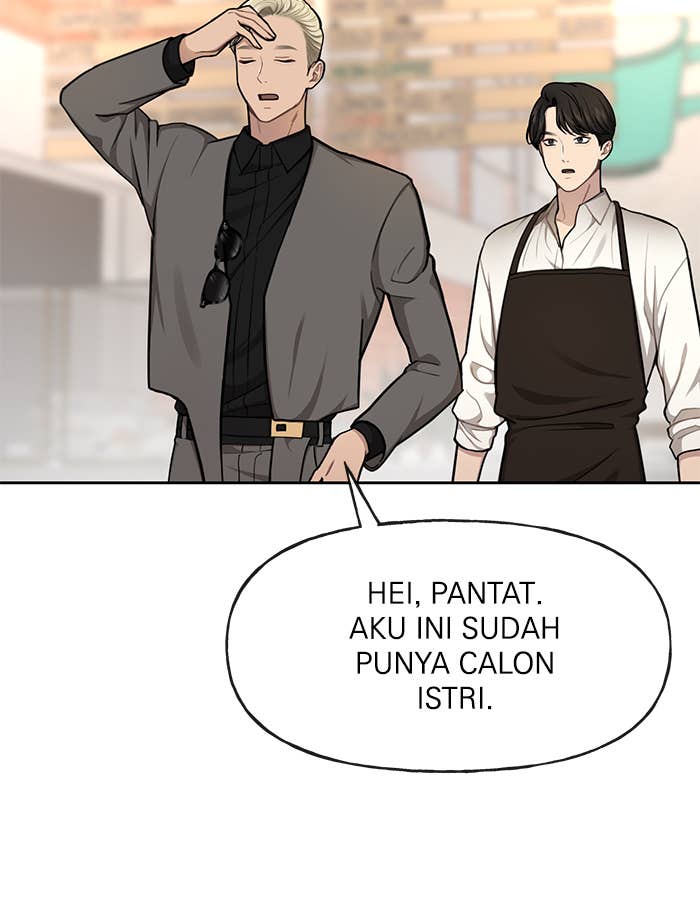 HEI, PANTAT.
AKU INI SUDAH
PUNYA CALON
ISTRI.